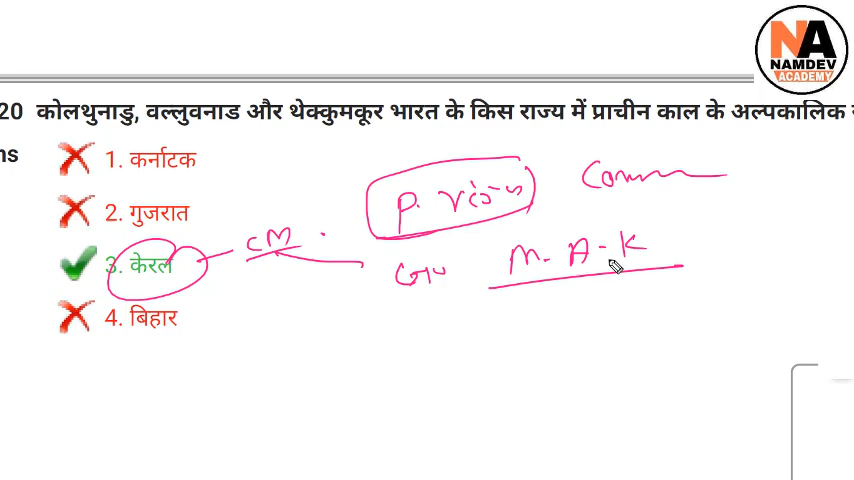 NA
NAMDEV
ACADEMY
20 कोलथुनाडु, वल्लुवनाड और थेक्कुमकूर भारत के किस राज्य में प्राचीन काल के अल्पकालिक
ns
1. कर्नाटक
2. गुजरात
3. केरल
4. बिहार
CM
P.
M. A - K